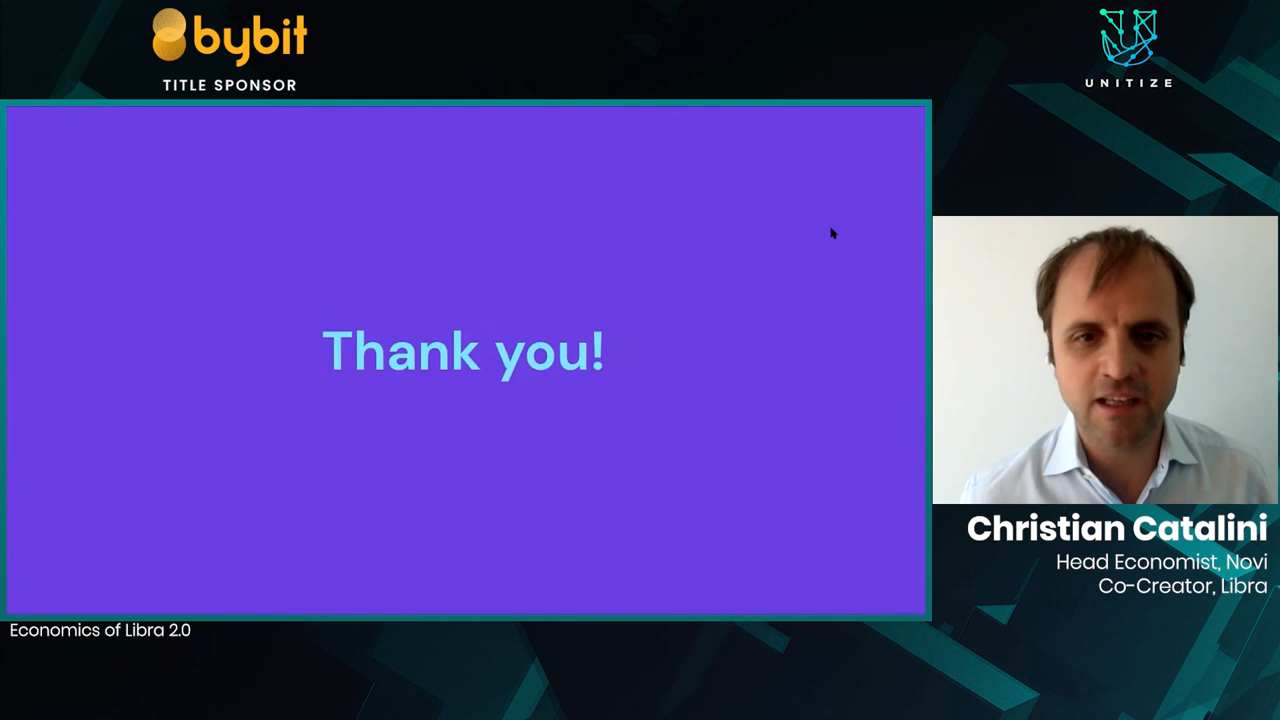 bybit
TITLE SPONSOR
UNITIZE
Thank you!
Christian Catalini
Head Economist, Novi
Co-Creator, Libra
Economics of Libra 2.0